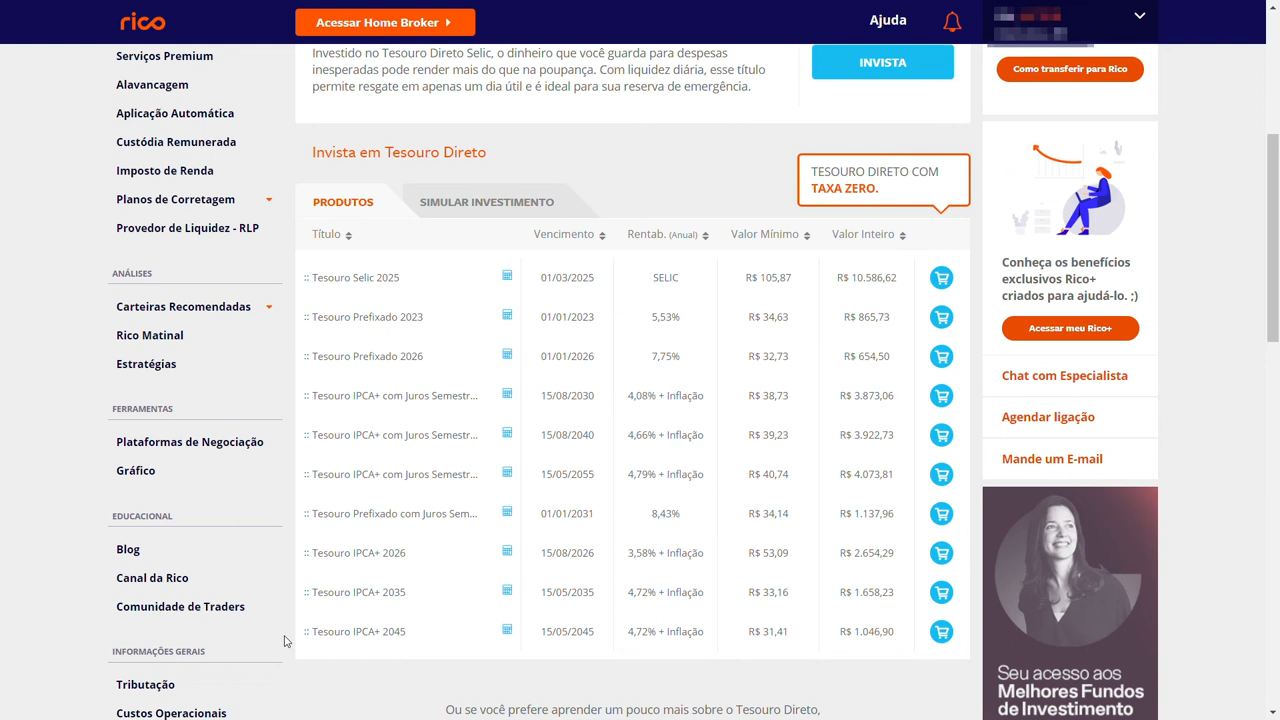 rico
Acessar Home Broker
Ajuda
Serviços Premium
Alavancagem
Aplicação Automática
Custódia Remunerada
Imposto de Renda
Planos de Corretagem
Provedor de Liquidez - RLP
ANÁLISES
Carteiras Recomendadas
Rico Matinal
Estratégias
FERRAMENTAS
Plataformas de Negociação
Gráfico
EDUCACIONAL
Blog
Canal da Rico
Comunidade de Traders
INFORMAÇÕES GERAIS
Tributação
Custos Operacionais
Investido no Tesouro Direto Selic, o dinheiro que você guarda para despesas
inesperadas pode render mais do que na poupança. Com liquidez diária, esse título
permite resgate em apenas um dia útil e é ideal para sua reserva de emergência.
INVISTA
Invista em Tesouro Direto
TESOURO DIRETO COM
TAXA ZERO.
PRODUTOS SIMULAR INVESTIMENTO
Título Vencimento Rentab. (Anual) Valor Mínimo Valor Inteiro
:: Tesouro Selic 2025 01/03/2025 SELIC R$ 105,87 R$ 10.586,62
:: Tesouro Prefixado 2023 01/01/2023 5,53% R$ 34,63 R$ 865,73
:: Tesouro Prefixado 2026 01/01/2026 7,75% R$ 32,73 R$ 654,50
:: Tesouro IPCA+ com Juros Semestr... 15/08/2030 4,08% + Inflação R$ 38,73 R$ 3.873,06
:: Tesouro IPCA+ com Juros Semestr... 15/08/2040 4,66% + Inflação R$ 39,23 R$ 3.922,73
:: Tesouro IPCA+ com Juros Semestr... 15/05/2055 4,79% + Inflação R$ 40,74 R$ 4.073,81
:: Tesouro Prefixado com Juros Sem... 01/01/2031 8,43% R$ 34,14 R$ 1.137,96
:: Tesouro IPCA+ 2026 15/08/2026 3,58% + Inflação R$ 53,09 R$ 2.654,29
:: Tesouro IPCA+ 2035 15/05/2035 4,72% + Inflação R$ 33,16 R$ 1.658,23
:: Tesouro IPCA+ 2045 15/05/2045 4,72% + Inflação R$ 31,41 R$ 1.046,90
Ou se você prefere aprender um pouco mais sobre o Tesouro Direto,
Como transferir para Rico
Conheça os benefícios
exclusivos Rico+
criados para ajudá-lo. ;)
Acessar meu Rico+
Chat com Especialista
Agendar ligação
Mande um E-mail
Seu acesso aos
Melhores Fundos
de Investimento